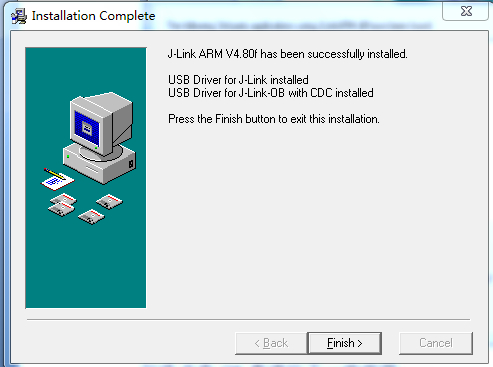 Installation Complete
J-Link ARM V4.80f has been successfully installed.
USB Driver for J-Link installed
USB Driver for J-Link-OB with CDC installed
Press the Finish button to exit this installation.
< Back
Finish >
Cancel